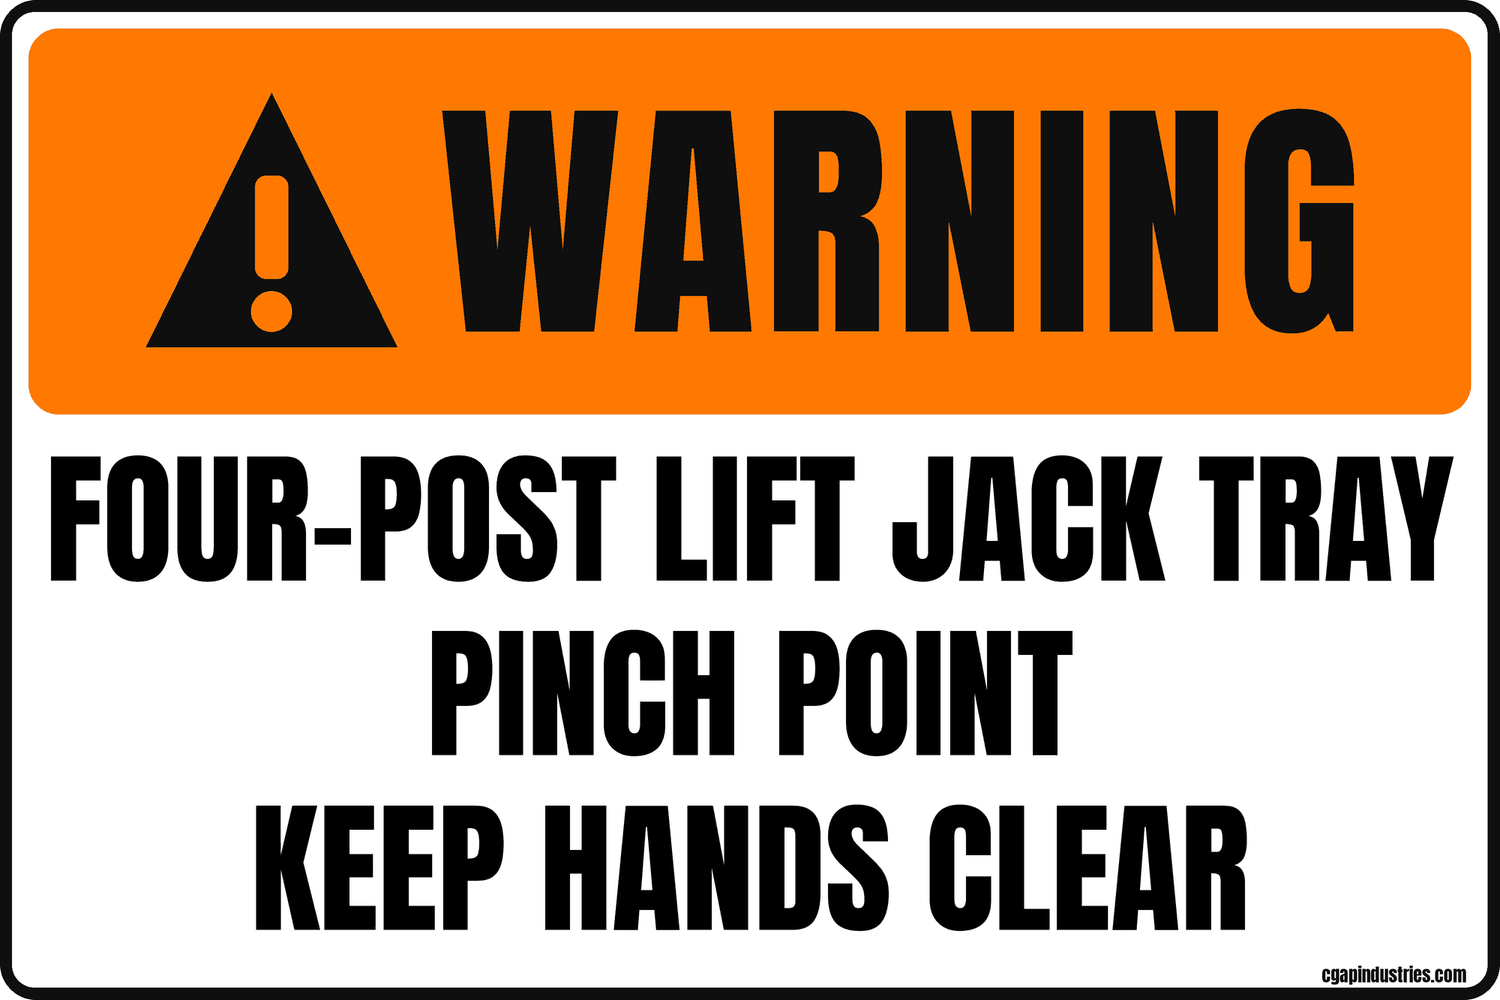 WARNING
FOUR-POST LIFT JACK TRAY
PINCH POINT
KEEP HANDS CLEAR
cgapindustries.com